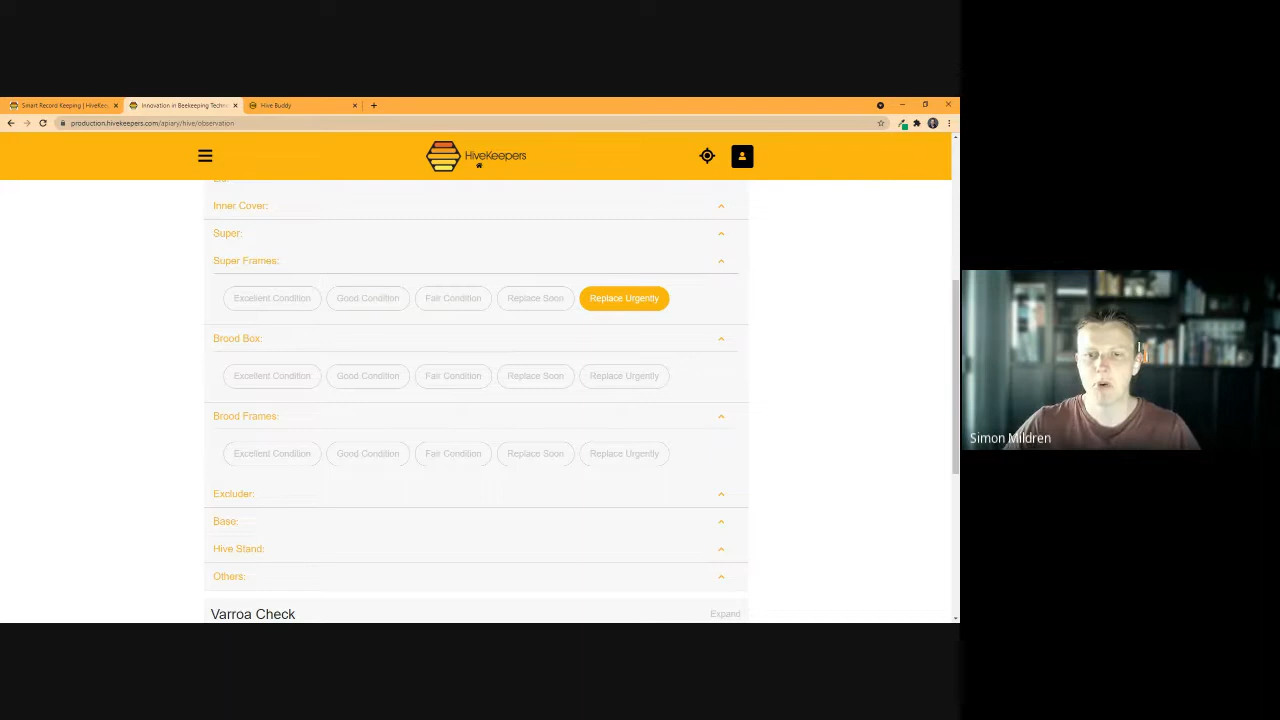 Smart Record Keeping | HiveKee
Innovation in Beekeeping Techn
Hive Buddy
production.hivekeepers.com/apiary/hive/observation
HiveKeepers
Inner Cover:
Super:
Super Frames:
Excellent Condition Good Condition Fair Condition Replace Soon Replace Urgently
Brood Box:
Excellent Condition Good Condition Fair Condition Replace Soon Replace Urgently
Brood Frames:
Excellent Condition Good Condition Fair Condition Replace Soon Replace Urgently
Excluder:
Base:
Hive Stand:
Others:
Varroa Check Expand
Simon Mildren